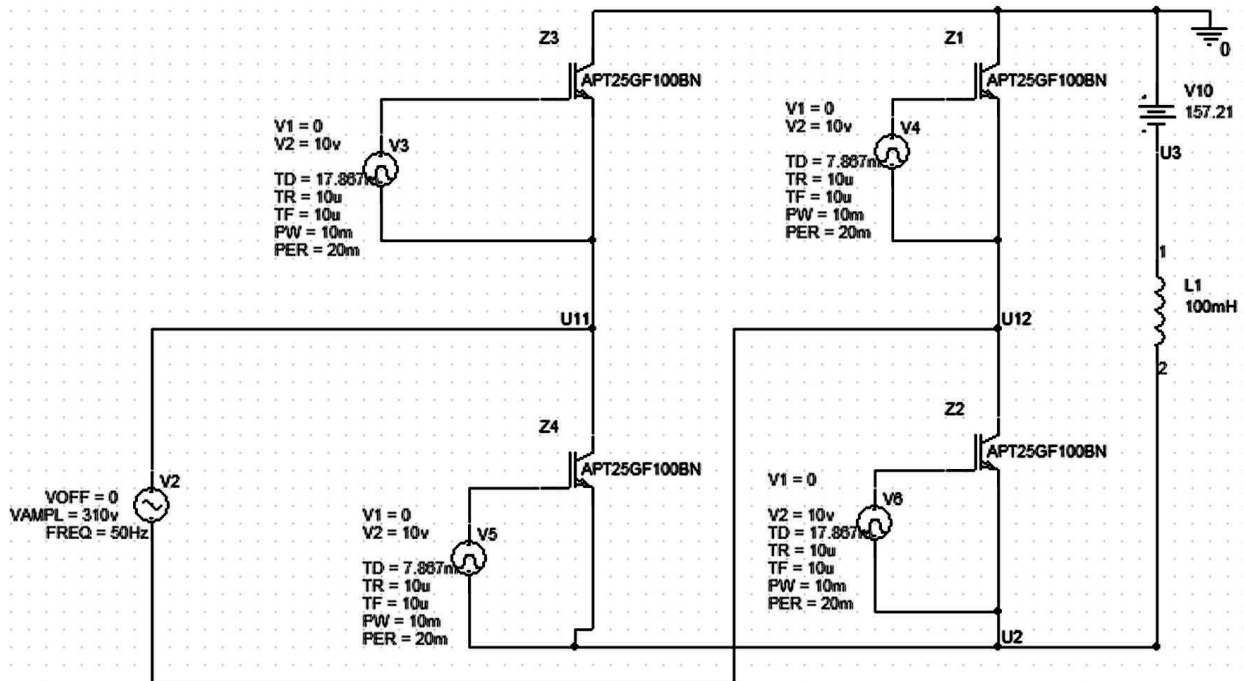 Z3
APT25GF100BN
V1 = 0
V2 = 10v
V3
TD = 17.867m
TR = 10u
TF = 10u
PW = 10m
PER = 20m
Z1
APT25GF100BN
V1 = 0
V2 = 10v
V4
TD = 7.867m
TR = 10u
TF = 10u
PW = 10m
PER = 20m
0
V10
157.21
U3
1
L1
100mH
2
U11
U12
Z4
APT25GF100BN
V1 = 0
V2 = 10v
V5
TD = 7.867m
TR = 10u
TF = 10u
PW = 10m
PER = 20m
Z2
APT25GF100BN
V1 = 0
V6
V2 = 10v
TD = 17.867m
TR = 10u
TF = 10u
PW = 10m
PER = 20m
U2
V2
VOFF = 0
VAMPL = 310v
FREQ = 50Hz